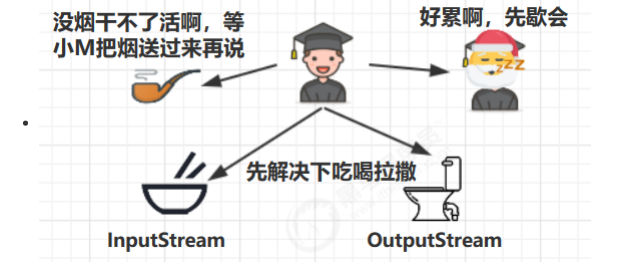 没烟干不了活啊，等
小M把烟送过来再说
好累啊，先歇会
zZZ
先解决下吃喝拉撒
InputStream
OutputStream